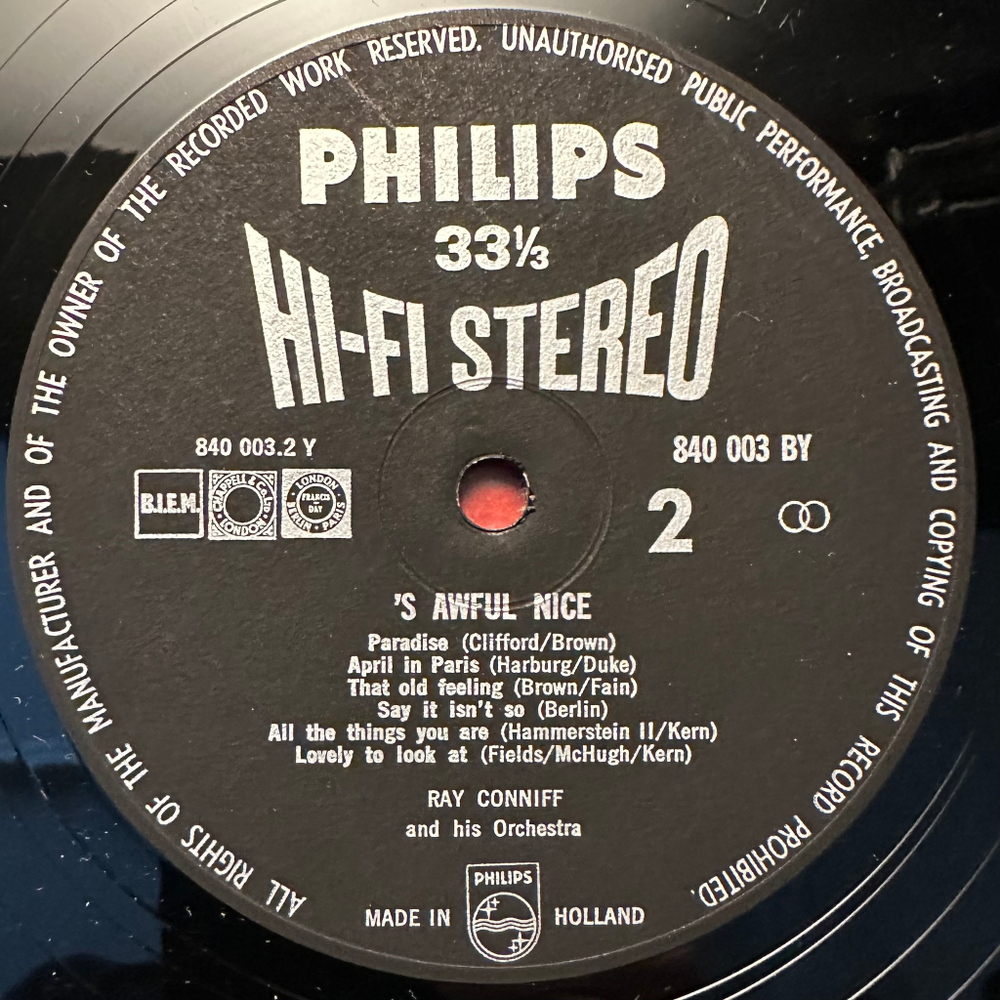 ALL RIGHTS OF THE MANUFACTURER AND OF THE OWNER OF THE RECORDED WORK RESERVED. UNAUTHORISED PUBLIC PERFORMANCE, BROADCASTING AND COPYING OF THIS RECORD PROHIBITED.
PHILIPS
33⅓
HI-FI STEREO
840 003.2 Y
840 003 BY
B.I.E.M.
CHAPPELL & Co. Ltd.
LONDON
LONDON
FRANCIS - DAY
BERLIN • PARIS
2
'S AWFUL NICE
Paradise (Clifford/Brown)
April in Paris (Harburg/Duke)
That old feeling (Brown/Fain)
Say it isn't so (Berlin)
All the things you are (Hammerstein II/Kern)
Lovely to look at (Fields/McHugh/Kern)
RAY CONNIFF
and his Orchestra
PHILIPS
MADE IN HOLLAND